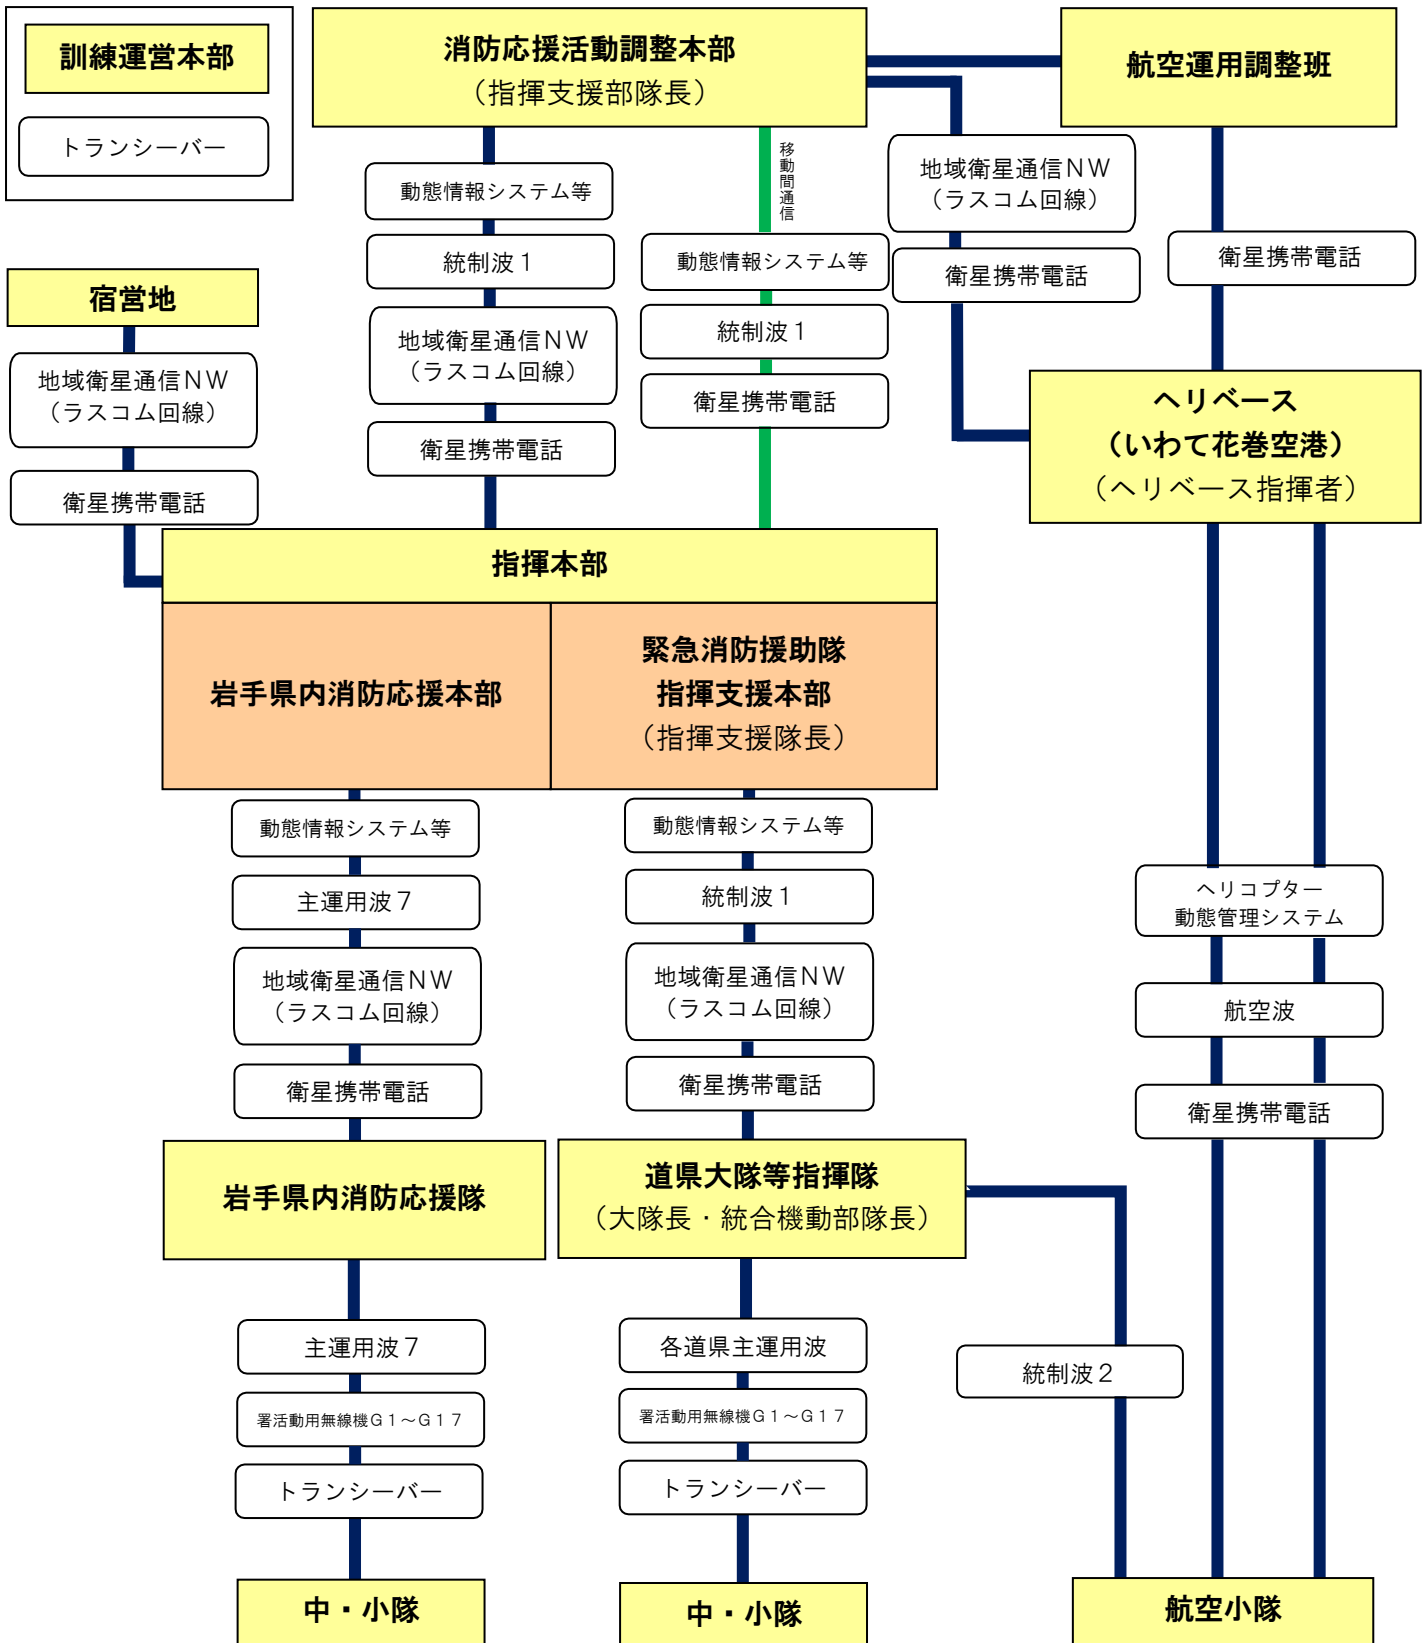 訓練運営本部
トランシーバー
消防応援活動調整本部
（指揮支援部隊長）
航空運用調整班
動態情報システム等
統制波１
地域衛星通信ＮＷ
（ラスコム回線）
衛星携帯電話
移動間通信
動態情報システム等
統制波１
衛星携帯電話
地域衛星通信ＮＷ
（ラスコム回線）
衛星携帯電話
衛星携帯電話
宿営地
地域衛星通信ＮＷ
（ラスコム回線）
衛星携帯電話
ヘリベース
（いわて花巻空港）
（ヘリベース指揮者）
指揮本部
岩手県内消防応援本部
緊急消防援助隊
指揮支援本部
（指揮支援隊長）
動態情報システム等
主運用波７
地域衛星通信ＮＷ
（ラスコム回線）
衛星携帯電話
動態情報システム等
統制波１
地域衛星通信ＮＷ
（ラスコム回線）
衛星携帯電話
ヘリコプター
動態管理システム
航空波
衛星携帯電話
岩手県内消防応援隊
道県大隊等指揮隊
（大隊長・統合機動部隊長）
主運用波７
署活動用無線機Ｇ１～Ｇ１７
トランシーバー
各道県主運用波
署活動用無線機Ｇ１～Ｇ１７
トランシーバー
統制波２
中・小隊
中・小隊
航空小隊